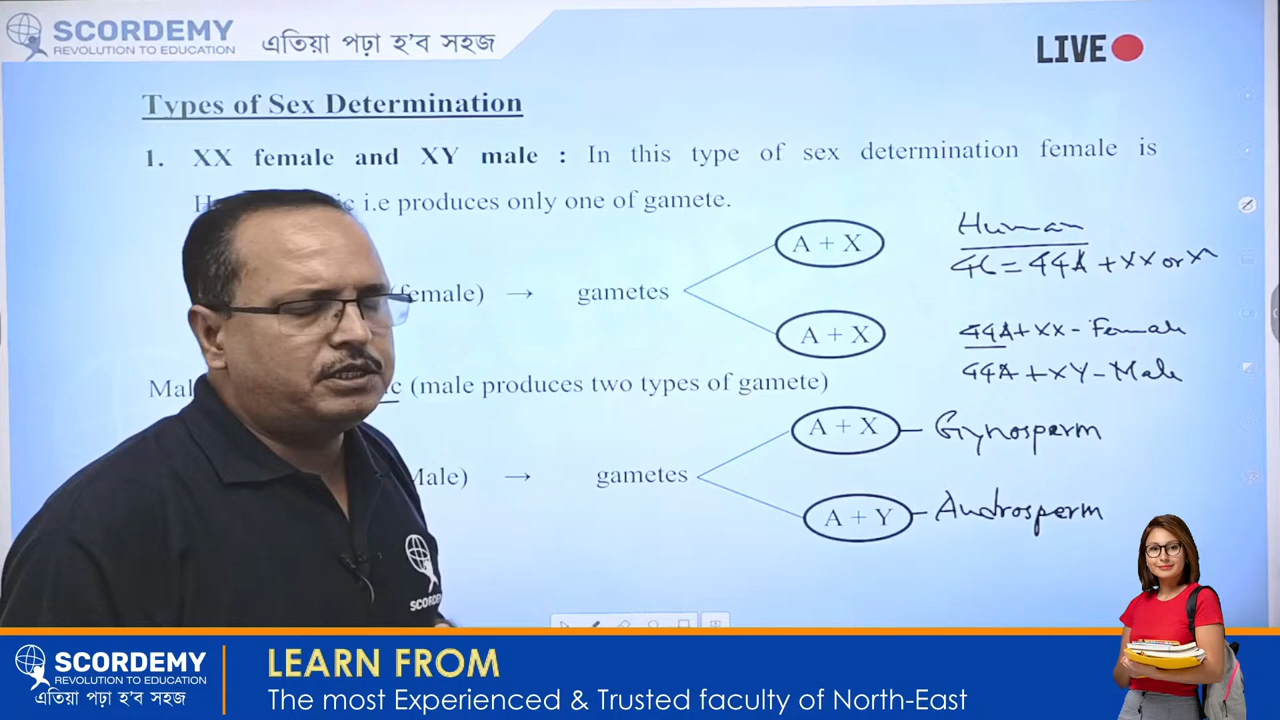 SCORDEMY
REVOLUTION TO EDUCATION
এতিয়া পঢ়া হ'ব সহজ
LIVE
Types of Sex Determination
1. XX female and XY male : In this type of sex determination female is
i.e produces only one of gamete.
Human
A + X
44A + XX or
(female) → gametes
A + X
44A + XX - Female
44A + XY - Male
(male produces two types of gamete)
A + X - Gynosperm
→ gametes
A + Y - Androsperm
SCORDEMY
SCORDEMY
REVOLUTION TO EDUCATION
এতিয়া পঢ়া হ'ব সহজ
LEARN FROM
The most Experienced & Trusted faculty of North-East